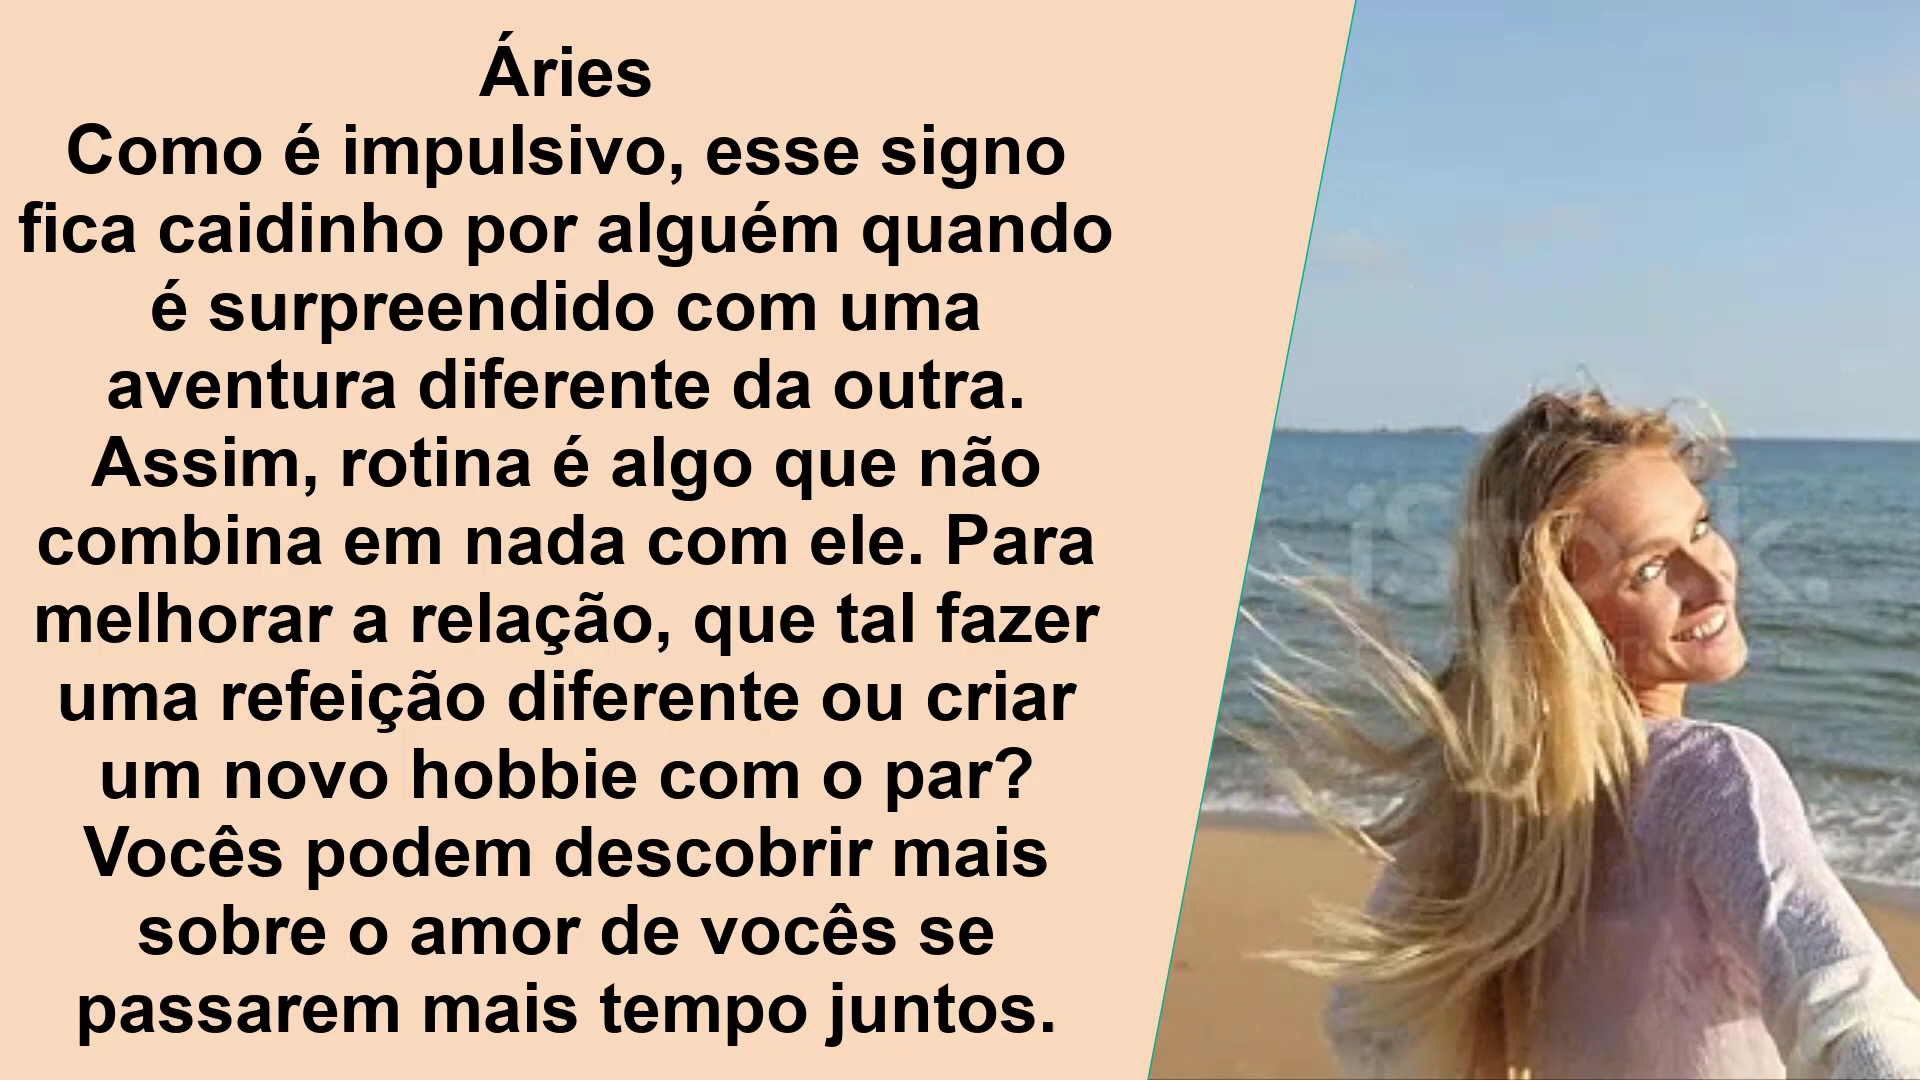 Áries
Como é impulsivo, esse signo
fica caidinho por alguém quando
é surpreendido com uma
aventura diferente da outra.
Assim, rotina é algo que não
combina em nada com ele. Para
melhorar a relação, que tal fazer
uma refeição diferente ou criar
um novo hobbie com o par?
Vocês podem descobrir mais
sobre o amor de vocês se
passarem mais tempo juntos.
iStock.